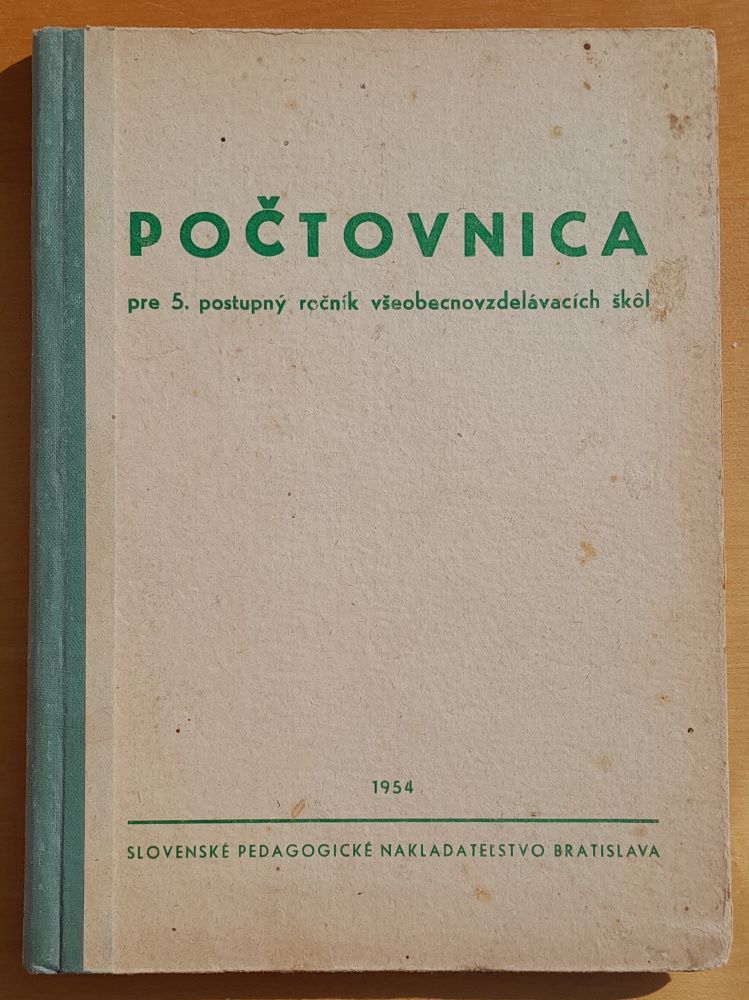 POČTOVNICA
pre 5. postupný ročník všeobecnovzdelávacích škôl
1954
SLOVENSKÉ PEDAGOGICKÉ NAKLADATEĽSTVO BRATISLAVA